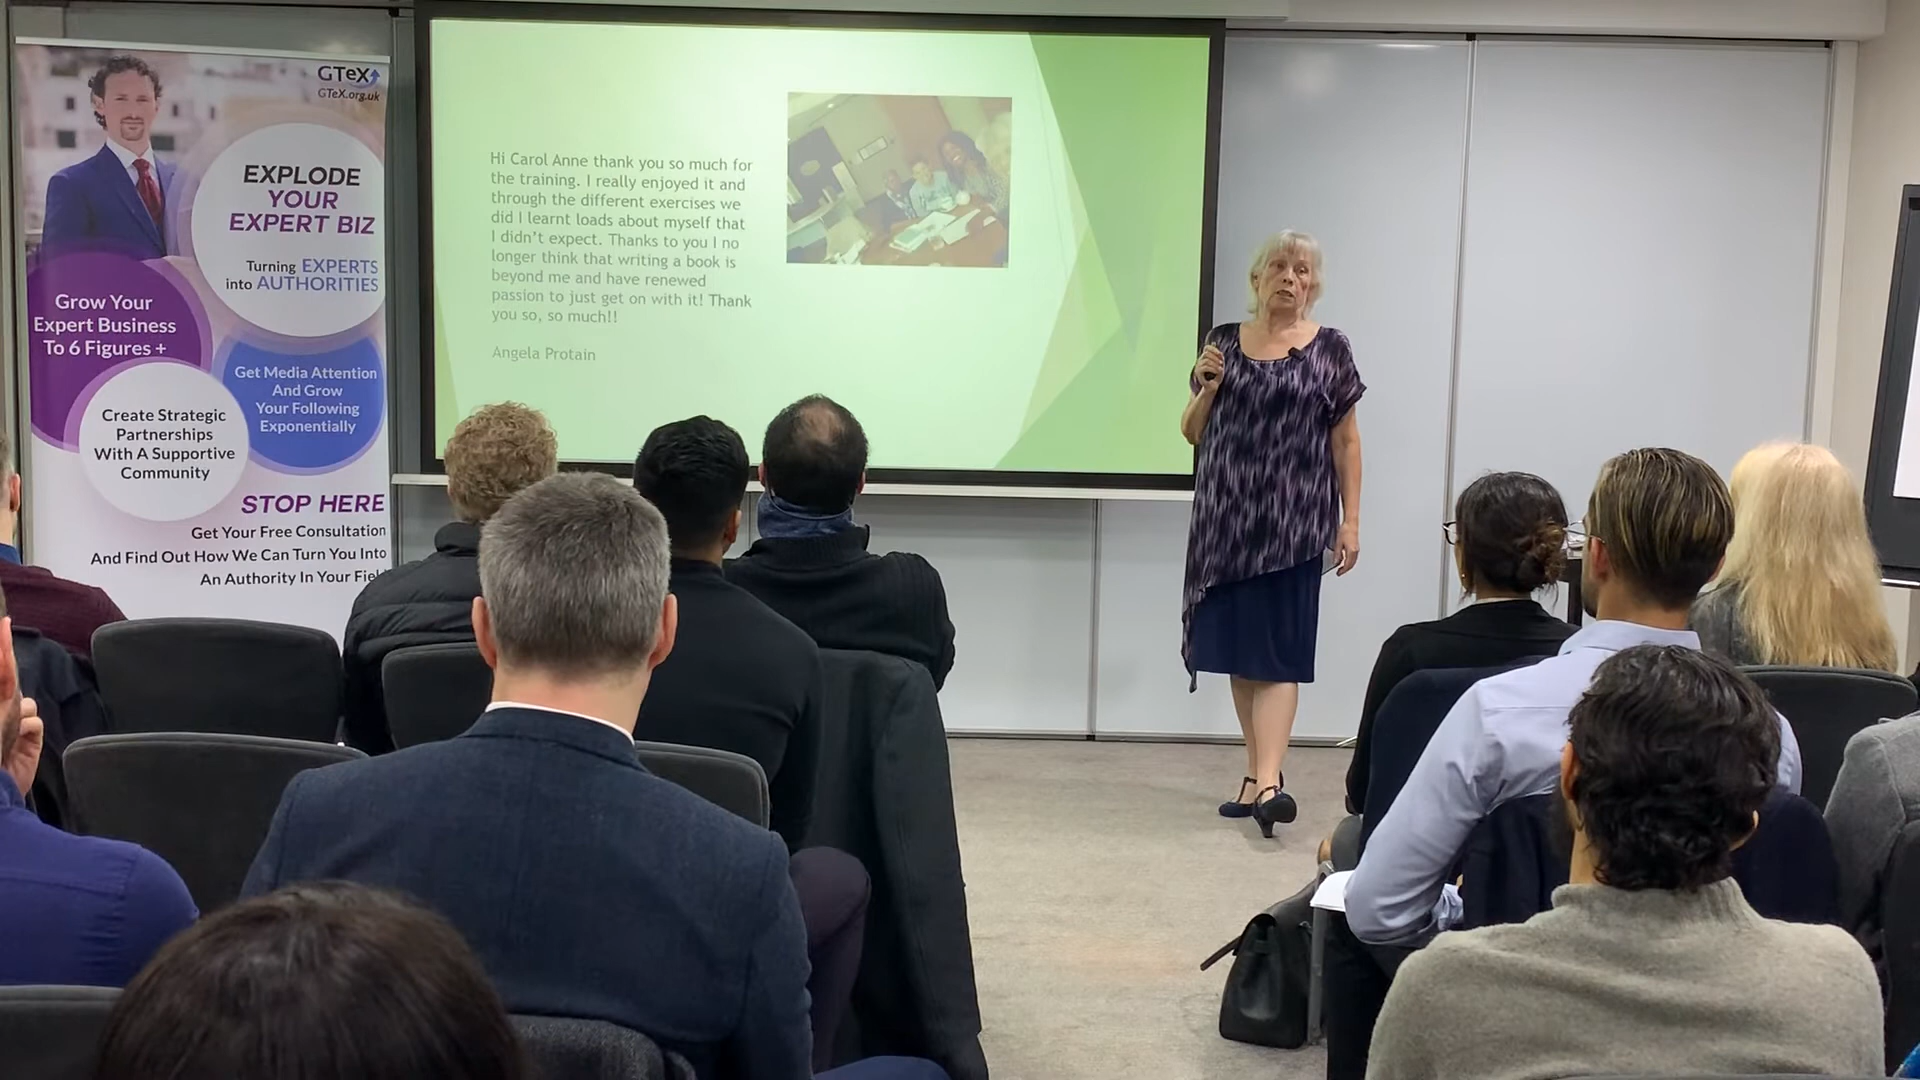 GTeX
GTeX.org.uk
EXPLODE
YOUR
EXPERT BIZ
Turning EXPERTS
into AUTHORITIES
Grow Your
Expert Business
To 6 Figures +
Get Media Attention
And Grow
Your Following
Exponentially
Create Strategic
Partnerships
With A Supportive
Community
STOP HERE
Get Your Free Consultation
And Find Out How We Can Turn You Into
An Authority In Your
Hi Carol Anne thank you so much for
the training. I really enjoyed it and
through the different exercises we
did I learnt loads about myself that
I didn't expect. Thanks to you I no
longer think that writing a book is
beyond me and have renewed
passion to just get on with it! Thank
you so, so much!!
Angela Protain